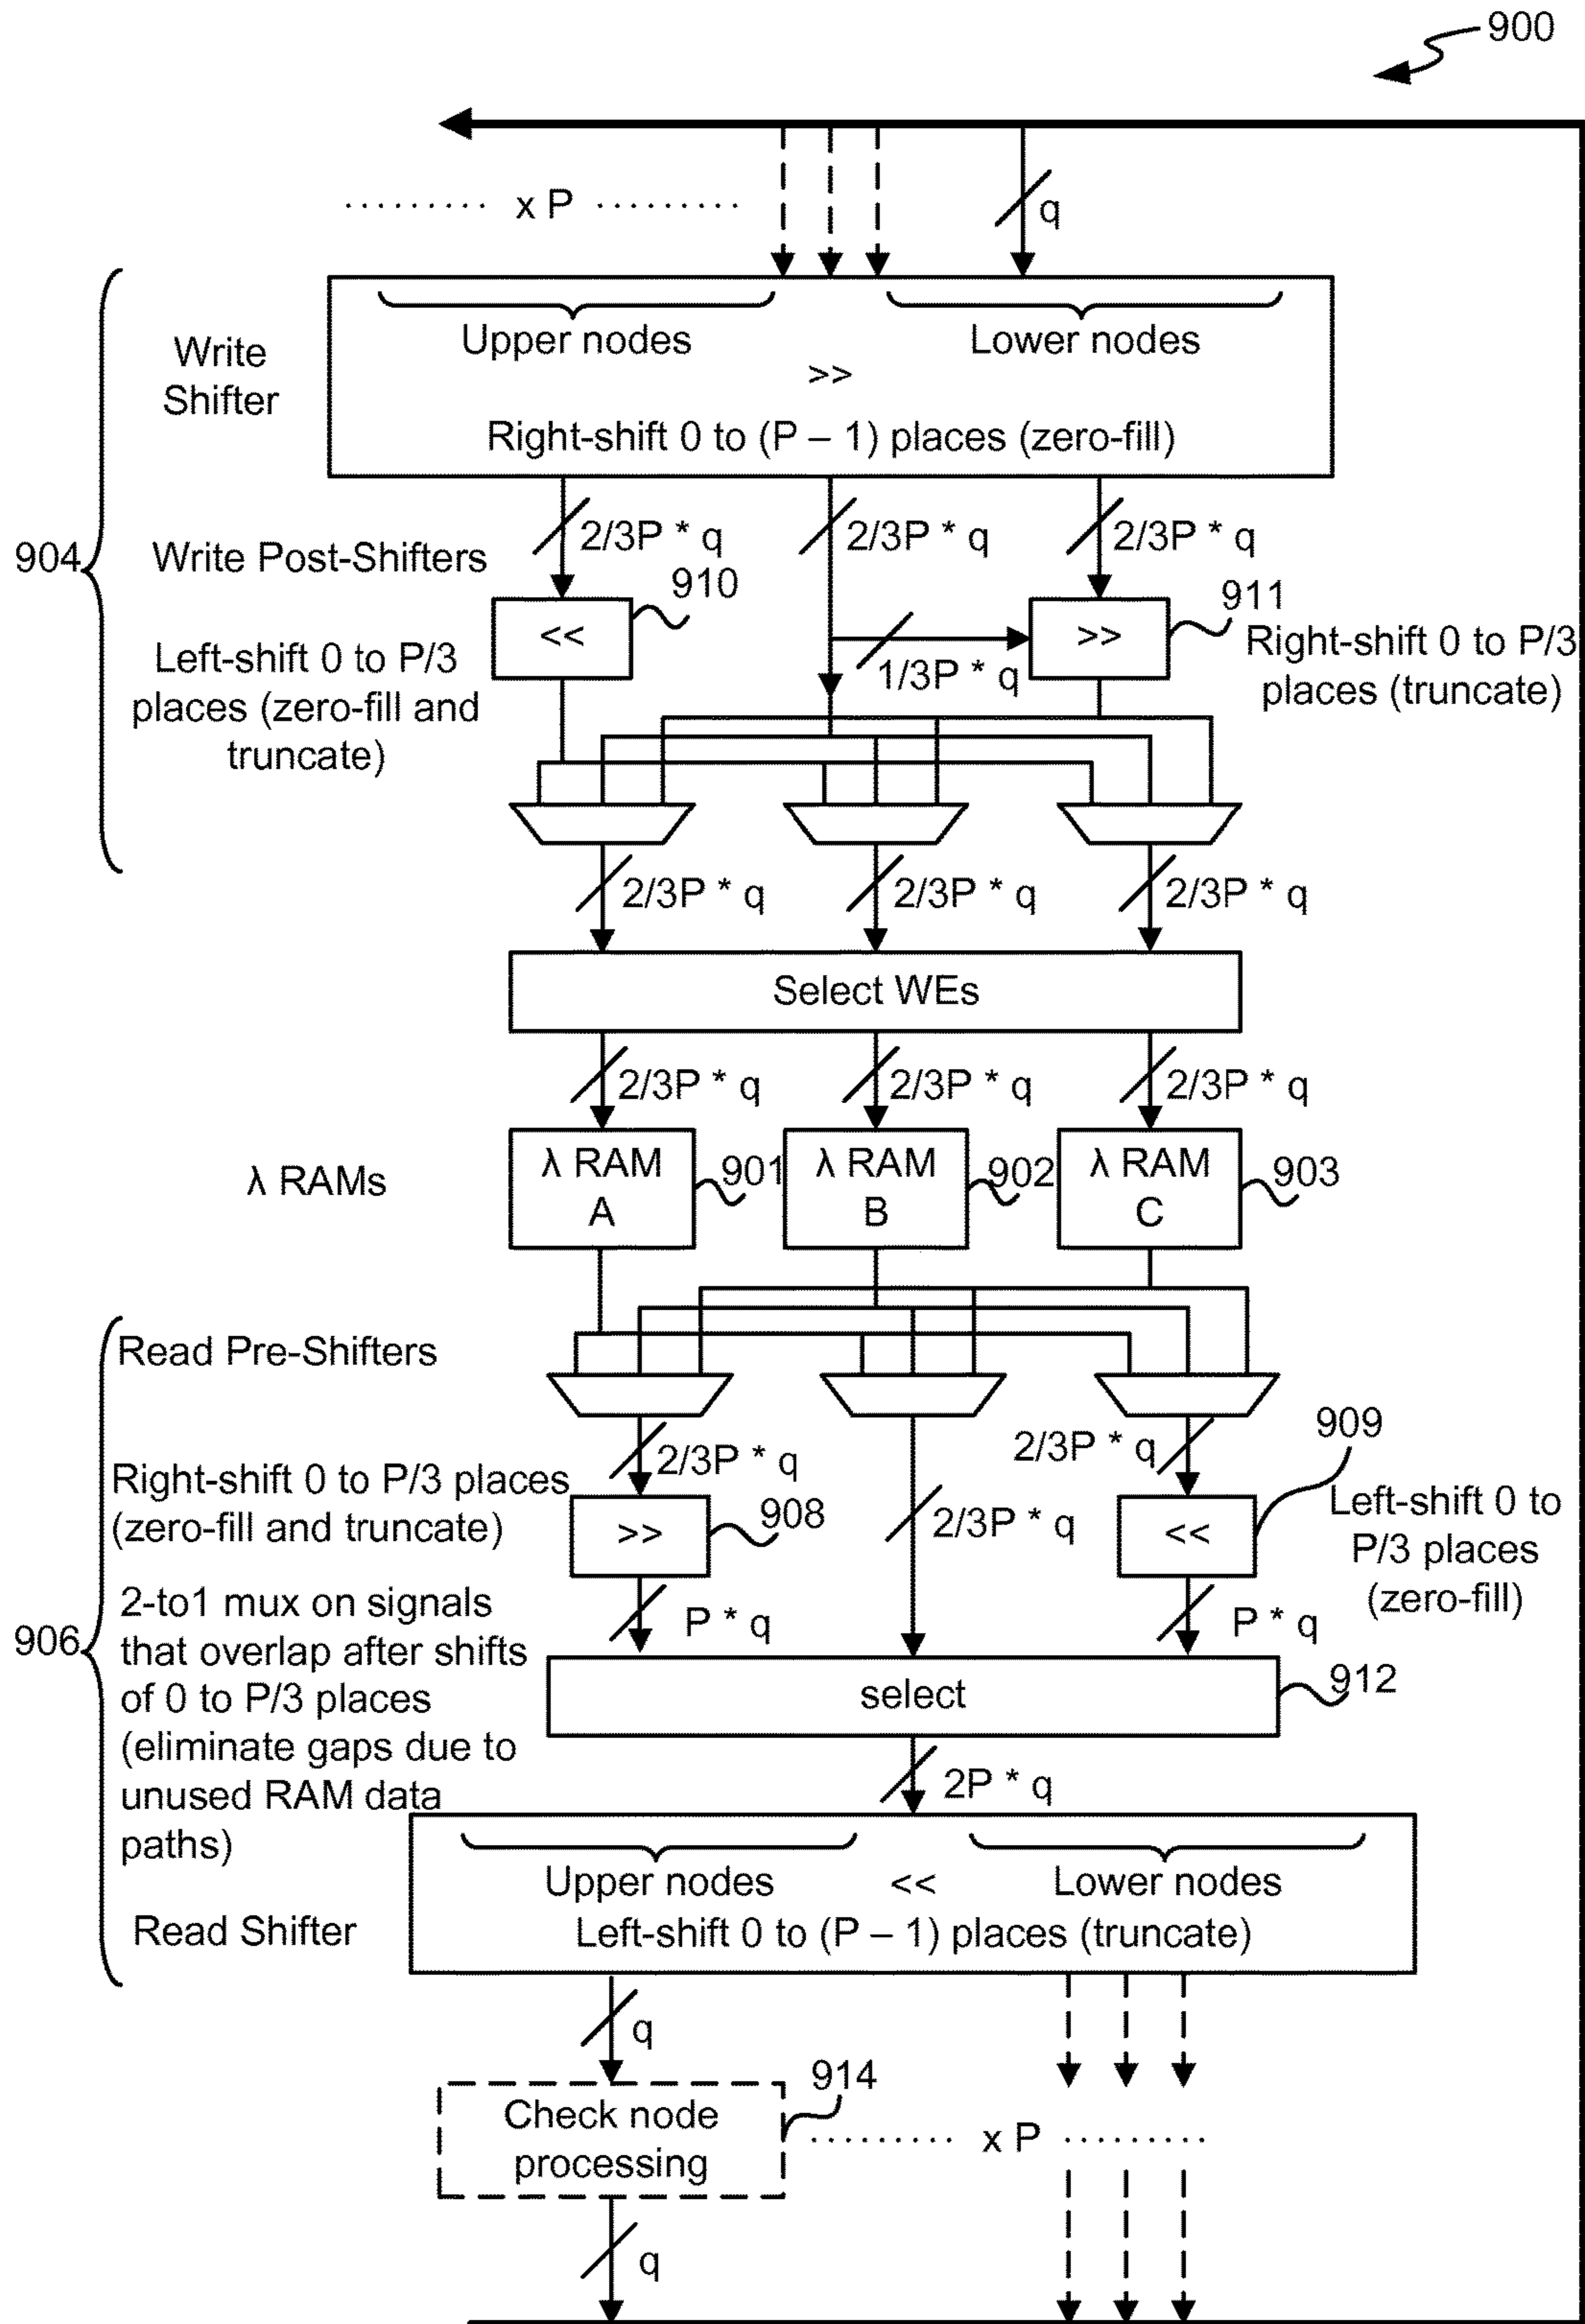 900
x P
q
Upper nodes
Lower nodes
Write
Shifter
>>
Right-shift 0 to (P – 1) places (zero-fill)
904
Write Post-Shifters
2/3P * q
2/3P * q
2/3P * q
910
911
<<
>>
1/3P * q
Left-shift 0 to P/3
places (zero-fill and
truncate)
Right-shift 0 to P/3
places (truncate)
2/3P * q
2/3P * q
2/3P * q
Select WEs
2/3P * q
2/3P * q
2/3P * q
λ RAMs
λ RAM
A
901
λ RAM
B
902
λ RAM
C
903
906
Read Pre-Shifters
2/3P * q
2/3P * q
2/3P * q
909
Right-shift 0 to P/3 places
(zero-fill and truncate)
>>
908
<<
Left-shift 0 to
P/3 places
(zero-fill)
P * q
P * q
2-to1 mux on signals
that overlap after shifts
of 0 to P/3 places
(eliminate gaps due to
unused RAM data
paths)
select
912
2P * q
Upper nodes
<<
Lower nodes
Read Shifter
Left-shift 0 to (P – 1) places (truncate)
q
914
Check node
processing
x P
q